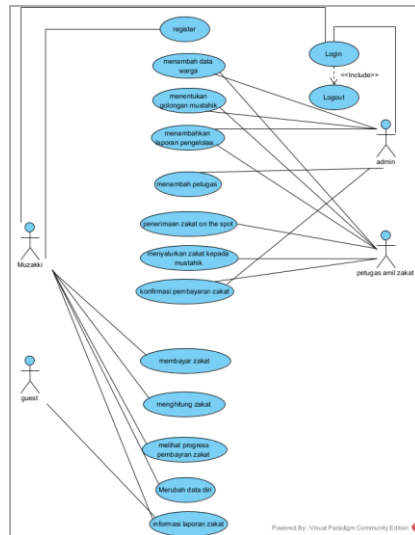 register
Login
<<Include>>
Logout
menambah data
warga
menentukan
golongan mustahik
menambahkan
laporan pengelolaa...
admin
menambah petugas
penerimaan zakat on the spot
menyalurkan zakat kepada
mustahik
konfirmasi pembayaran zakat
Muzakki
petugas amil zakat
membayar zakat
guest
menghitung zakat
melihat progress
pembayran zakat
Merubah data diri
informasi laporan zakat
Powered By: Visual Paradigm Community Edition